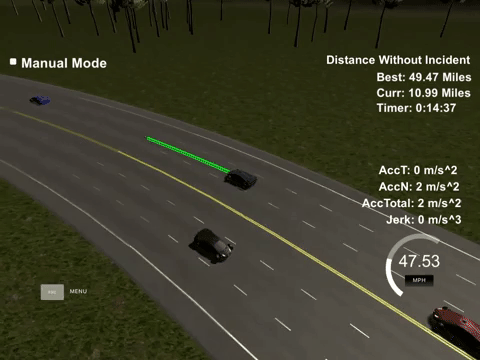 Manual Mode
Distance Without Incident
Best: 49.47 Miles
Curr: 10.99 Miles
Timer: 0:14:37
AccT: 0 m/s^2
AccN: 2 m/s^2
AccTotal: 2 m/s^2
Jerk: 0 m/s^3
47.53
MPH
MENU